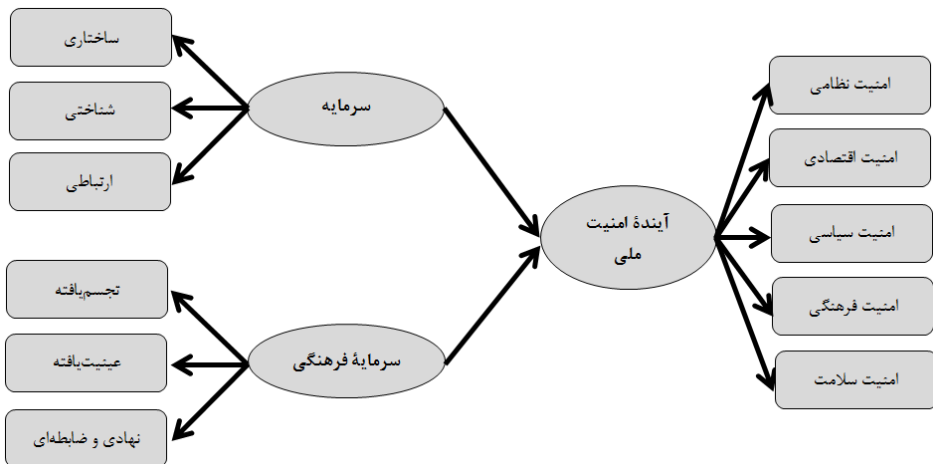 ساختاری
شناختی
ارتباطی
سرمایه
تجسم‌یافته
عینیت‌یافته
نهادی و ضابطه‌ای
سرمایهٔ فرهنگی
آیندهٔ امنیت
ملی
امنیت نظامی
امنیت اقتصادی
امنیت سیاسی
امنیت فرهنگی
امنیت سلامت